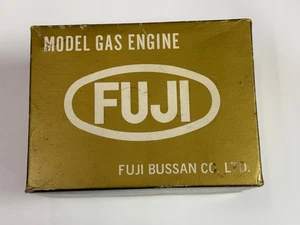 MODEL GAS ENGINE
FUJI
FUJI BUSSAN CO. LTD.